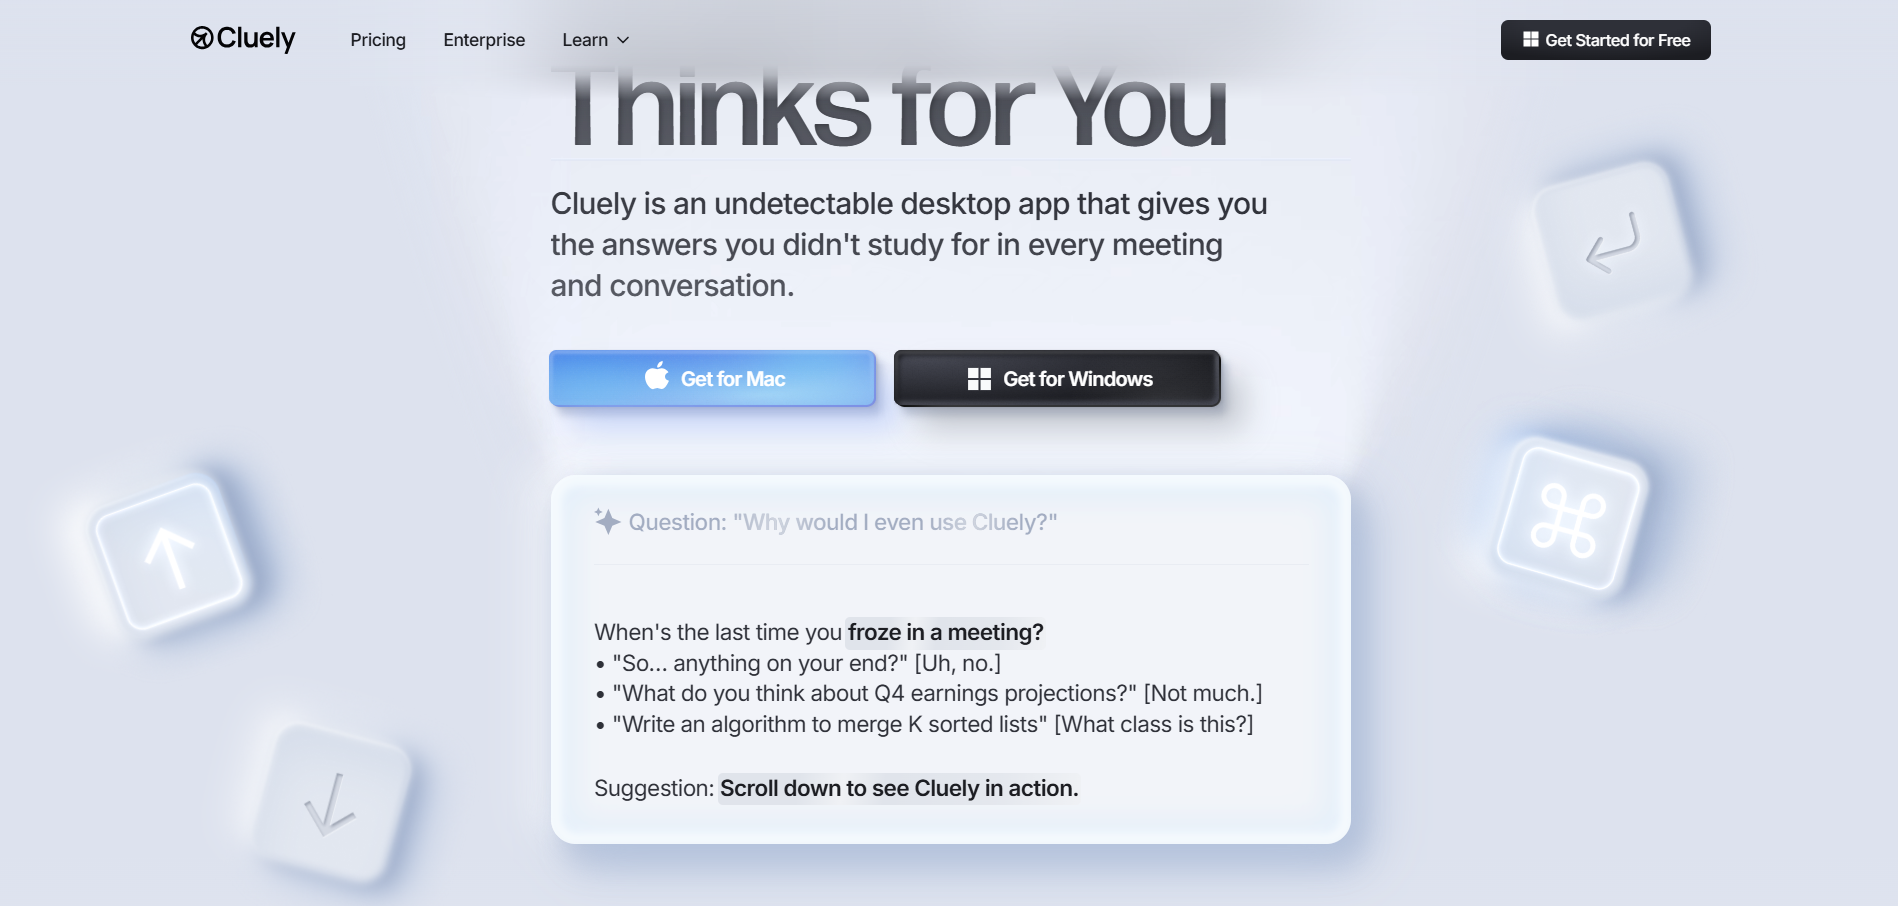 Cluely
Pricing
Enterprise
Learn
Get Started for Free
Thinks for You
Cluely is an undetectable desktop app that gives you
the answers you didn't study for in every meeting
and conversation.
Get for Mac
Get for Windows
Question: "Why would I even use Cluely?"
When's the last time you froze in a meeting?
• "So... anything on your end?" [Uh, no.]
• "What do you think about Q4 earnings projections?" [Not much.]
• "Write an algorithm to merge K sorted lists" [What class is this?]
Suggestion: Scroll down to see Cluely in action.